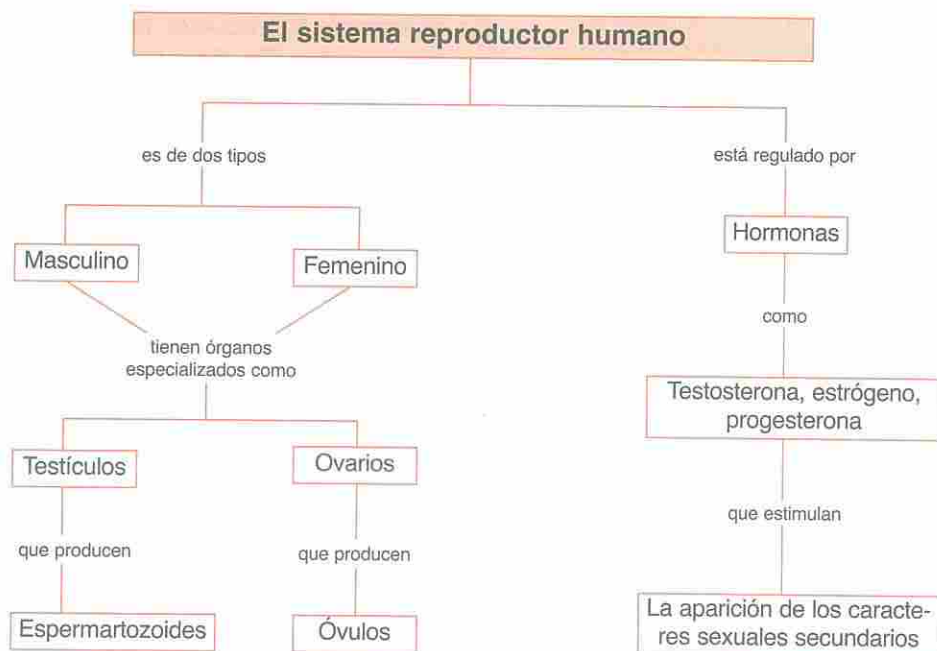 El sistema reproductor humano
es de dos tipos
está regulado por
Masculino
Femenino
Hormonas
tienen órganos
especializados como
como
Testosterona, estrógeno,
progesterona
Testículos
Ovarios
que estimulan
que producen
que producen
Espermartozoides
Óvulos
La aparición de los caracte-
res sexuales secundarios